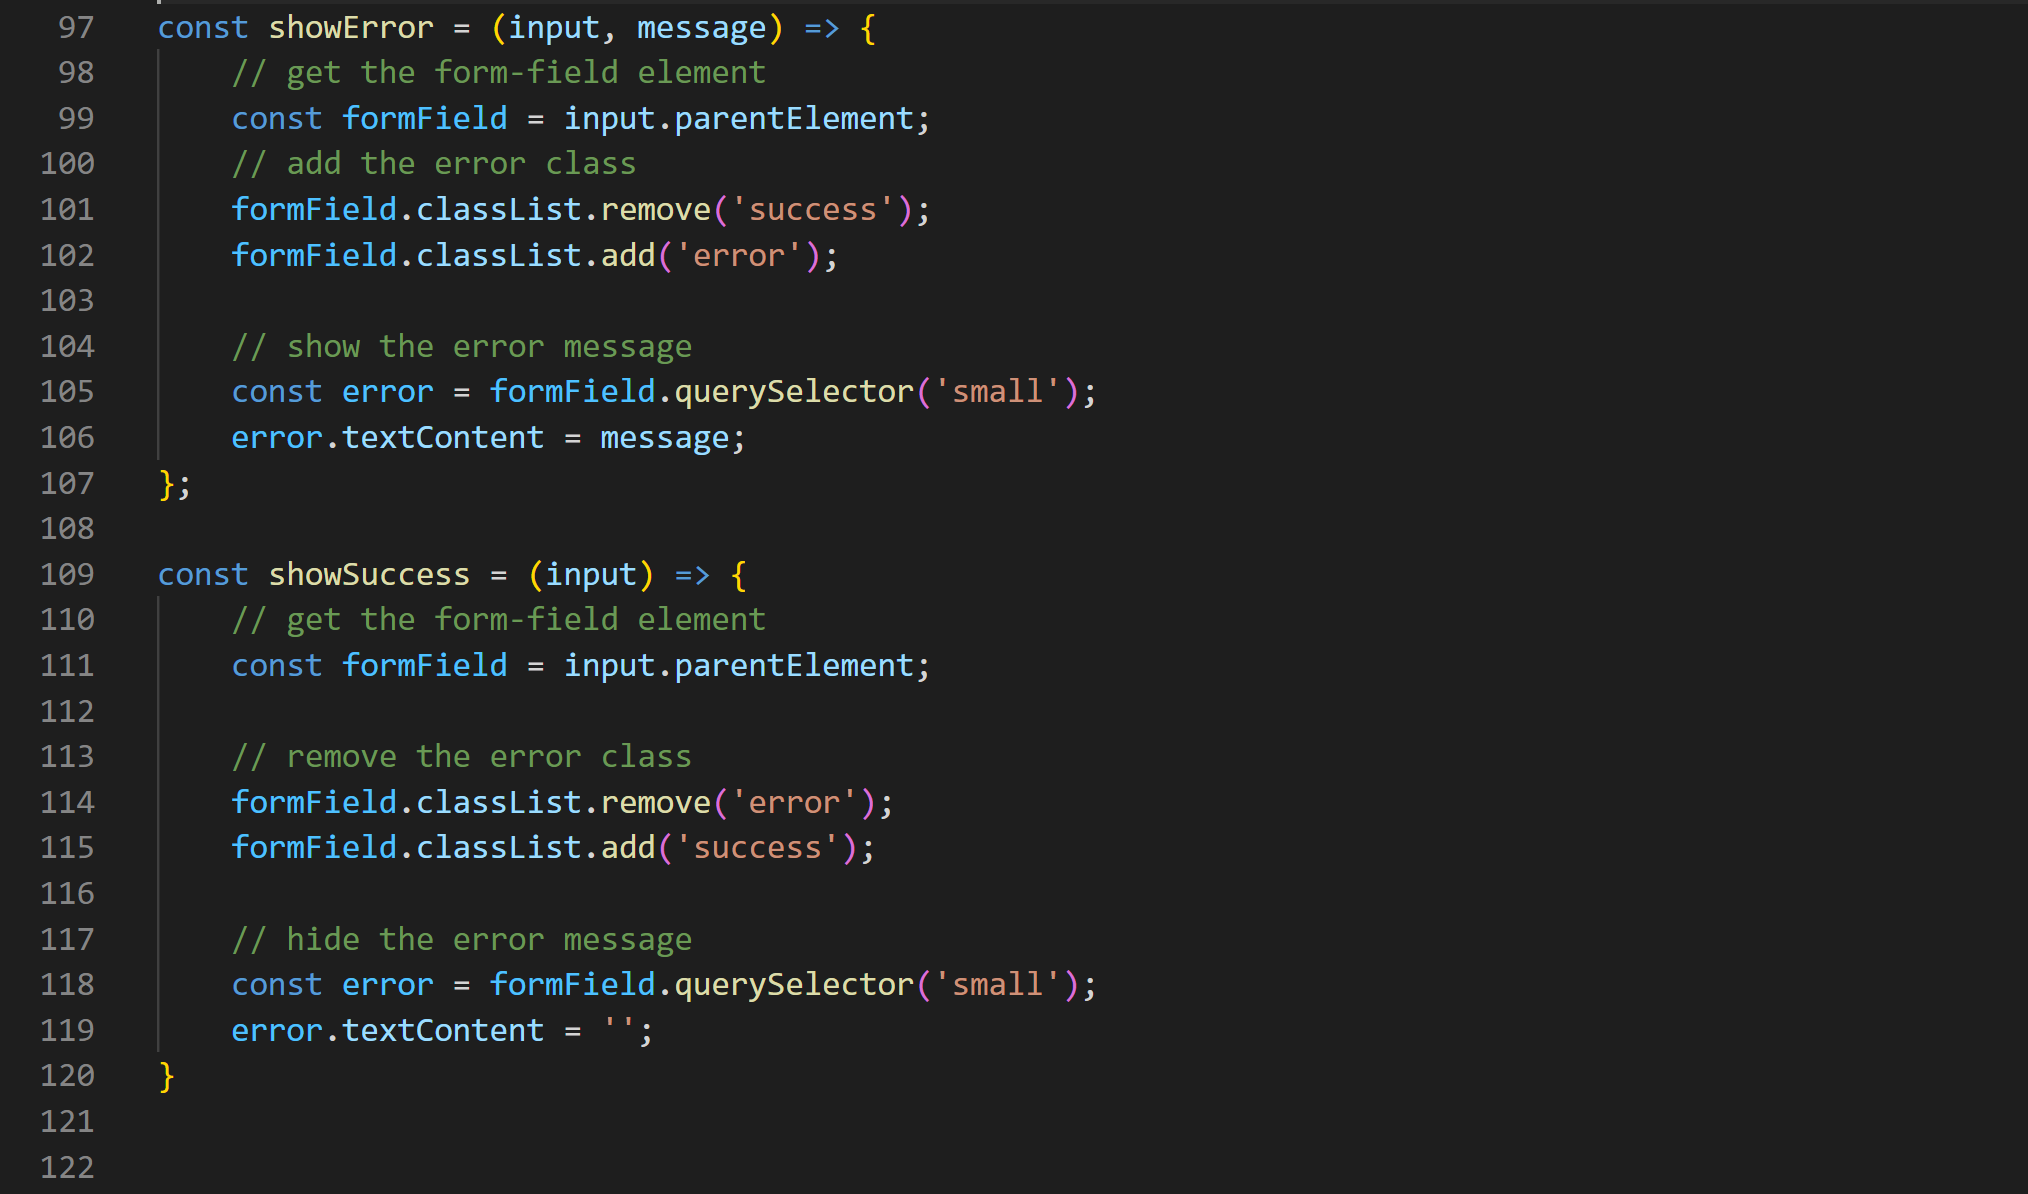 97 const showError = (input, message) => {
98 // get the form-field element
99 const formField = input.parentElement;
100 // add the error class
101 formField.classList.remove('success');
102 formField.classList.add('error');
103
104 // show the error message
105 const error = formField.querySelector('small');
106 error.textContent = message;
107 };
108
109 const showSuccess = (input) => {
110 // get the form-field element
111 const formField = input.parentElement;
112
113 // remove the error class
114 formField.classList.remove('error');
115 formField.classList.add('success');
116
117 // hide the error message
118 const error = formField.querySelector('small');
119 error.textContent = '';
120 }
121
122